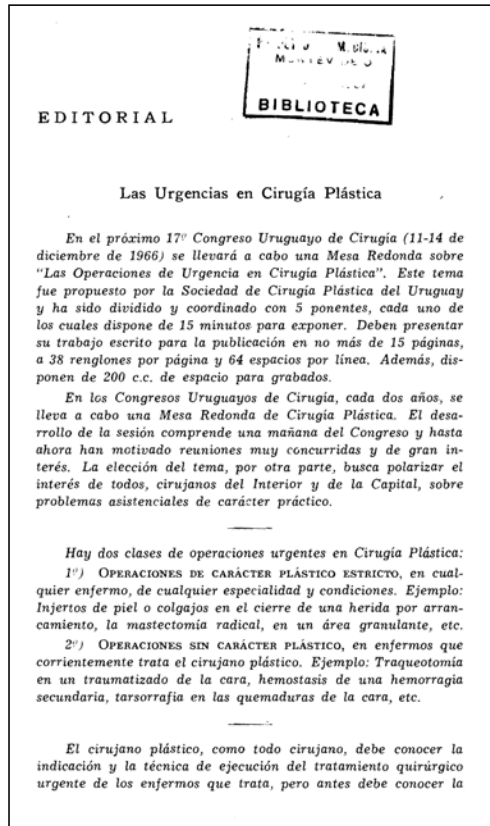 BIBLIOTECA
EDITORIAL
Las Urgencias en Cirugía Plástica
En el próximo 17º Congreso Uruguayo de Cirugía (11-14 de
diciembre de 1966) se llevará a cabo una Mesa Redonda sobre
"Las Operaciones de Urgencia en Cirugía Plástica". Este tema
fue propuesto por la Sociedad de Cirugía Plástica del Uruguay
y ha sido dividido y coordinado con 5 ponentes, cada uno de
los cuales dispone de 15 minutos para exponer. Deben presentar
su trabajo escrito para la publicación en no más de 15 páginas,
a 38 renglones por página y 64 espacios por línea. Además, dis-
ponen de 200 c.c. de espacio para grabados.
En los Congresos Uruguayos de Cirugía, cada dos años, se
lleva a cabo una Mesa Redonda de Cirugía Plástica. El desa-
rrollo de la sesión comprende una mañana del Congreso y hasta
ahora han motivado reuniones muy concurridas y de gran in-
terés. La elección del tema, por otra parte, busca polarizar el
interés de todos, cirujanos del Interior y de la Capital, sobre
problemas asistenciales de carácter práctico.
Hay dos clases de operaciones urgentes en Cirugía Plástica:
1º) OPERACIONES DE CARÁCTER PLÁSTICO ESTRICTO, en cual-
quier enfermo, de cualquier especialidad y condiciones. Ejemplo:
Injertos de piel o colgajos en el cierre de una herida por arran-
camiento, la mastectomía radical, en un área granulante, etc.
2º) OPERACIONES SIN CARÁCTER PLÁSTICO, en enfermos que
corrientemente trata el cirujano plástico. Ejemplo: Traqueotomía
en un traumatizado de la cara, hemostasis de una hemorragia
secundaria, tarsorrafia en las quemaduras de la cara, etc.
El cirujano plástico, como todo cirujano, debe conocer la
indicación y la técnica de ejecución del tratamiento quirúrgico
urgente de los enfermos que trata, pero antes debe conocer la